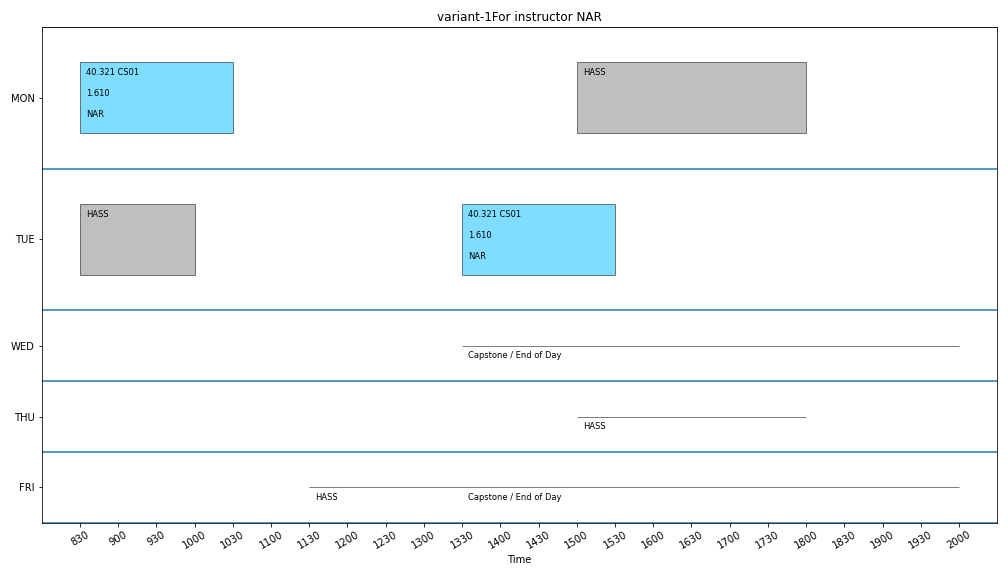 variant-1For instructor NAR
MON
40.321 CS01
1.610
NAR
HASS
TUE
HASS
40.321 CS01
1.610
NAR
WED
Capstone / End of Day
THU
HASS
FRI
HASS
Capstone / End of Day
830 900 930 1000 1030 1100 1130 1200 1230 1300 1330 1400 1430 1500 1530 1600 1630 1700 1730 1800 1830 1900 1930 2000
Time